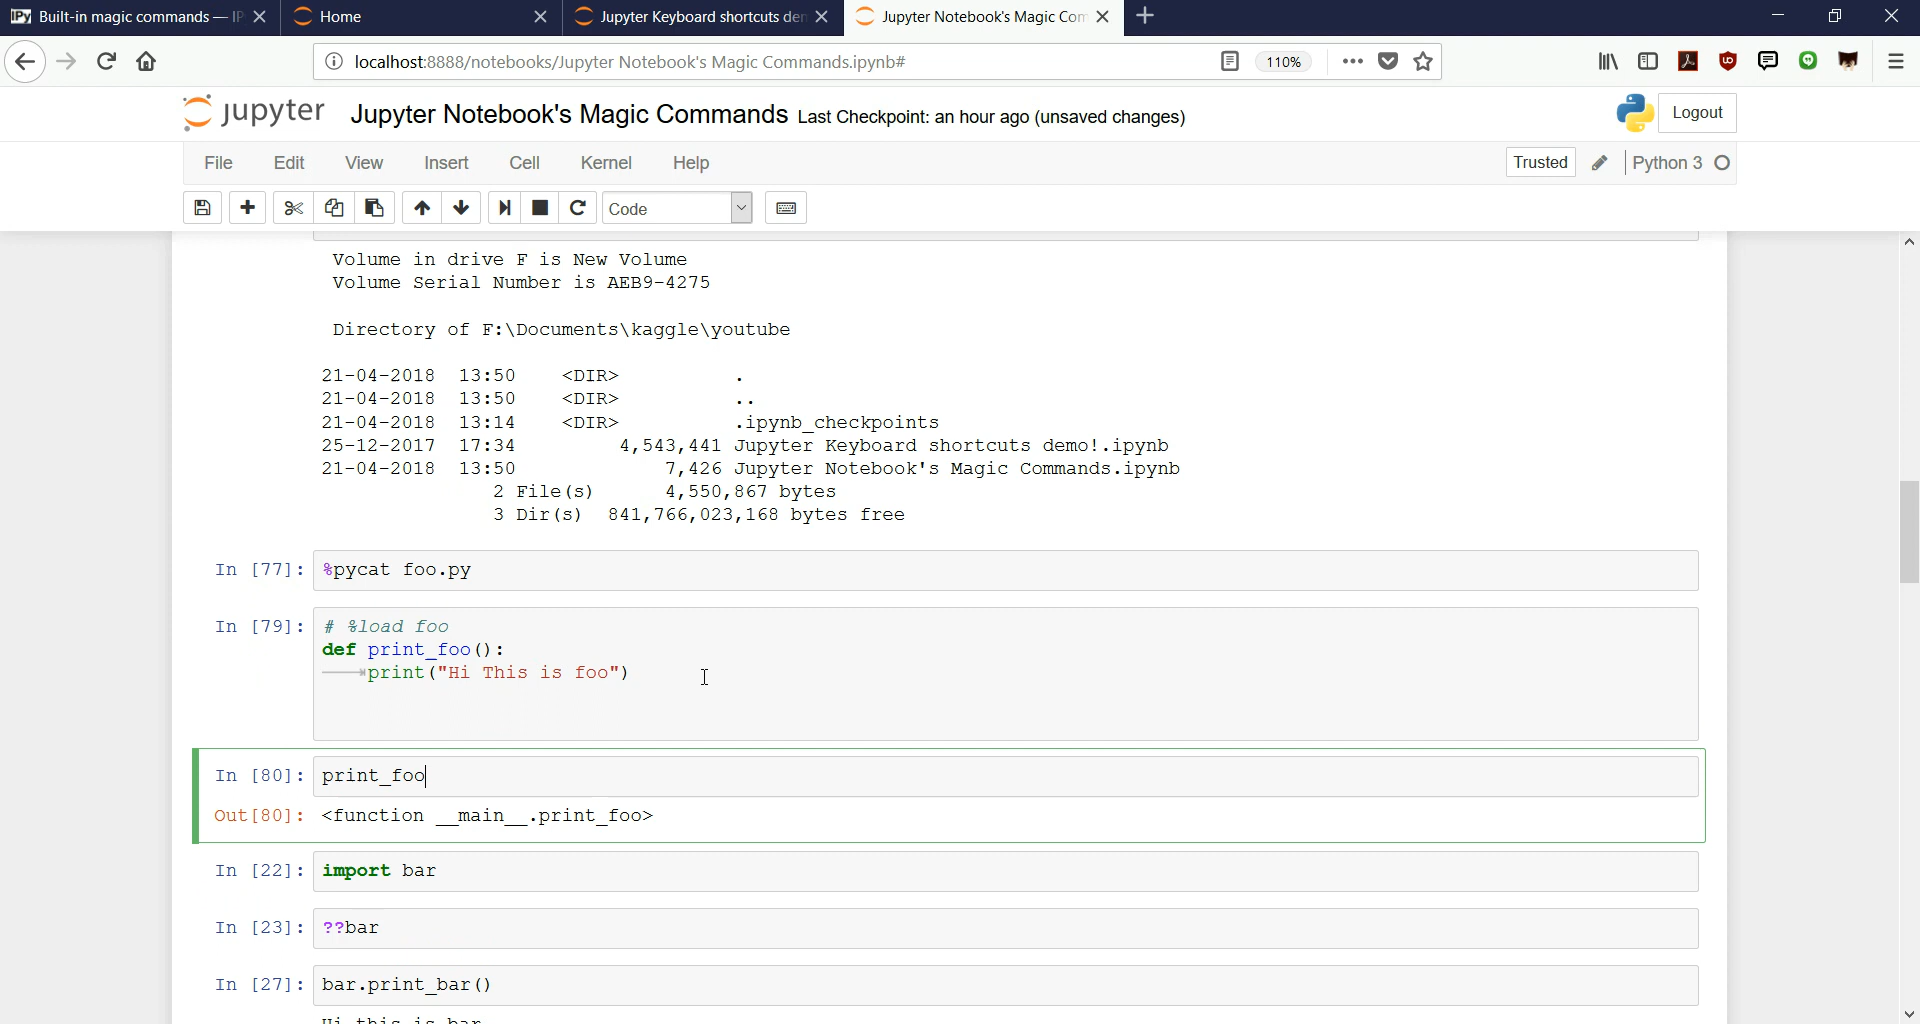 IPy Built-in magic commands — IP
Home
Jupyter Keyboard shortcuts den
Jupyter Notebook's Magic Com
localhost:8888/notebooks/Jupyter Notebook's Magic Commands.ipynb#
110%
jupyter Jupyter Notebook's Magic Commands Last Checkpoint: an hour ago (unsaved changes)
Logout
File Edit View Insert Cell Kernel Help
Trusted Python 3
Code
Volume in drive F is New Volume
Volume Serial Number is AEB9-4275
Directory of F:\Documents\kaggle\youtube
21-04-2018 13:50 <DIR> .
21-04-2018 13:50 <DIR> ..
21-04-2018 13:14 <DIR> .ipynb_checkpoints
25-12-2017 17:34 4,543,441 Jupyter Keyboard shortcuts demo!.ipynb
21-04-2018 13:50 7,426 Jupyter Notebook's Magic Commands.ipynb
2 File(s) 4,550,867 bytes
3 Dir(s) 841,766,023,168 bytes free
In [77]: %pycat foo.py
In [79]: # %load foo
def print_foo():
print("Hi This is foo")
In [80]: print_foo
Out[80]: <function __main__.print_foo>
In [22]: import bar
In [23]: ??bar
In [27]: bar.print_bar()
Hi this is bar